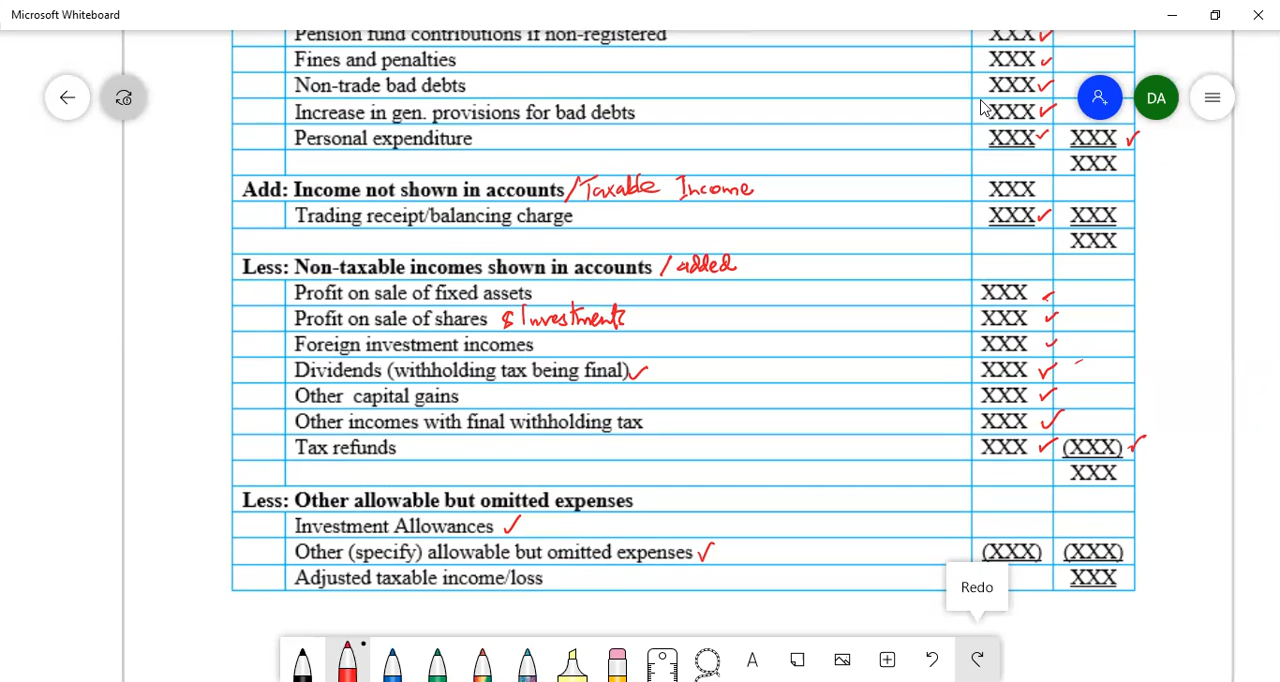 Microsoft Whiteboard
Pension fund contributions if non-registered XXX
Fines and penalties XXX
Non-trade bad debts XXX
Increase in gen. provisions for bad debts XXX
Personal expenditure XXX XXX
XXX
Add: Income not shown in accounts /Taxable Income XXX
Trading receipt/balancing charge XXX XXX
XXX
Less: Non-taxable incomes shown in accounts / added
Profit on sale of fixed assets XXX
Profit on sale of shares & Investments XXX
Foreign investment incomes XXX
Dividends (withholding tax being final) XXX
Other capital gains XXX
Other incomes with final withholding tax XXX
Tax refunds XXX (XXX)
XXX
Less: Other allowable but omitted expenses
Investment Allowances
Other (specify) allowable but omitted expenses (XXX) (XXX)
Adjusted taxable income/loss XXX
DA
Redo
A